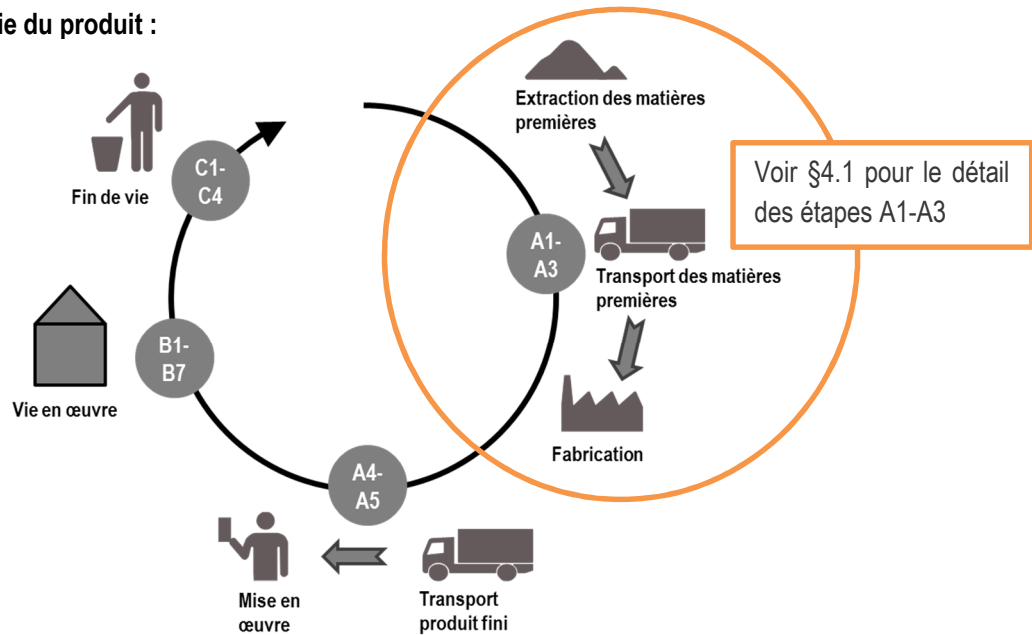 ie du produit :
Extraction des matières
premières
Voir §4.1 pour le détail
des étapes A1-A3
A1-
A3
Transport des matières
premières
Fabrication
A4-
A5
Transport
produit fini
Mise en
œuvre
B1-
B7
Vie en œuvre
C1-
C4
Fin de vie